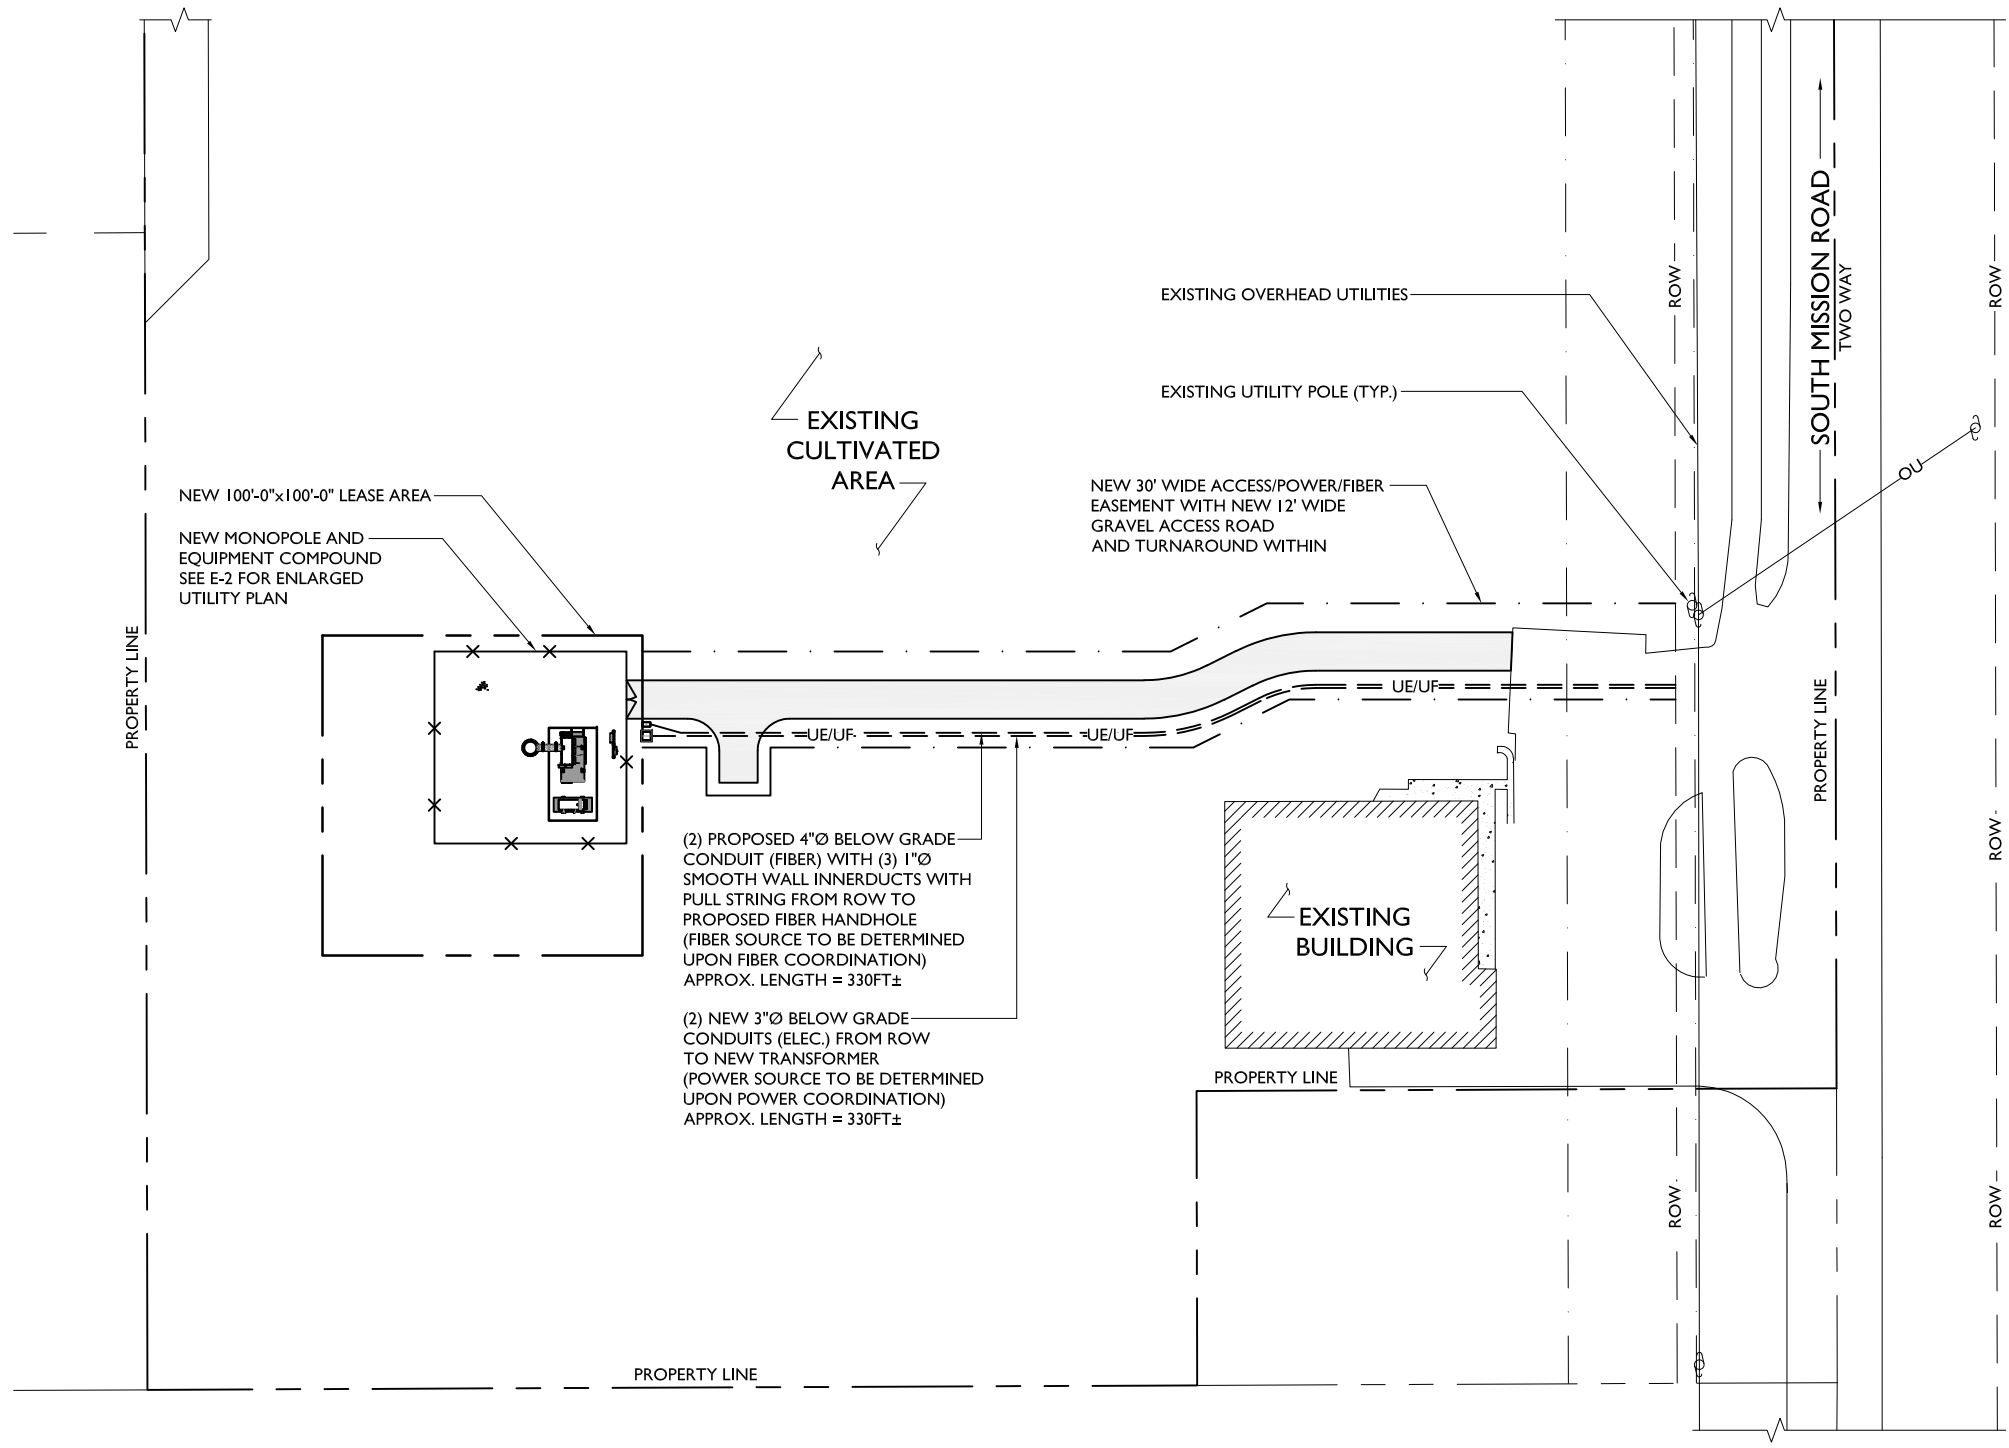 EXISTING OVERHEAD UTILITIES
EXISTING UTILITY POLE (TYP.)
EXISTING
CULTIVATED
AREA
NEW 100'-0"x100'-0" LEASE AREA
NEW MONOPOLE AND
EQUIPMENT COMPOUND
SEE E-2 FOR ENLARGED
UTILITY PLAN
NEW 30' WIDE ACCESS/POWER/FIBER
EASEMENT WITH NEW 12' WIDE
GRAVEL ACCESS ROAD
AND TURNAROUND WITHIN
ROW
SOUTH MISSION ROAD
TWO WAY
ROW
OU
PROPERTY LINE
UE/UF
UE/UF
UE/UF
PROPERTY LINE
ROW
(2) PROPOSED 4"Ø BELOW GRADE
CONDUIT (FIBER) WITH (3) 1"Ø
SMOOTH WALL INNERDUCTS WITH
PULL STRING FROM ROW TO
PROPOSED FIBER HANDHOLE
(FIBER SOURCE TO BE DETERMINED
UPON FIBER COORDINATION)
APPROX. LENGTH = 330FT±
(2) NEW 3"Ø BELOW GRADE
CONDUITS (ELEC.) FROM ROW
TO NEW TRANSFORMER
(POWER SOURCE TO BE DETERMINED
UPON POWER COORDINATION)
APPROX. LENGTH = 330FT±
EXISTING
BUILDING
PROPERTY LINE
ROW
ROW
PROPERTY LINE